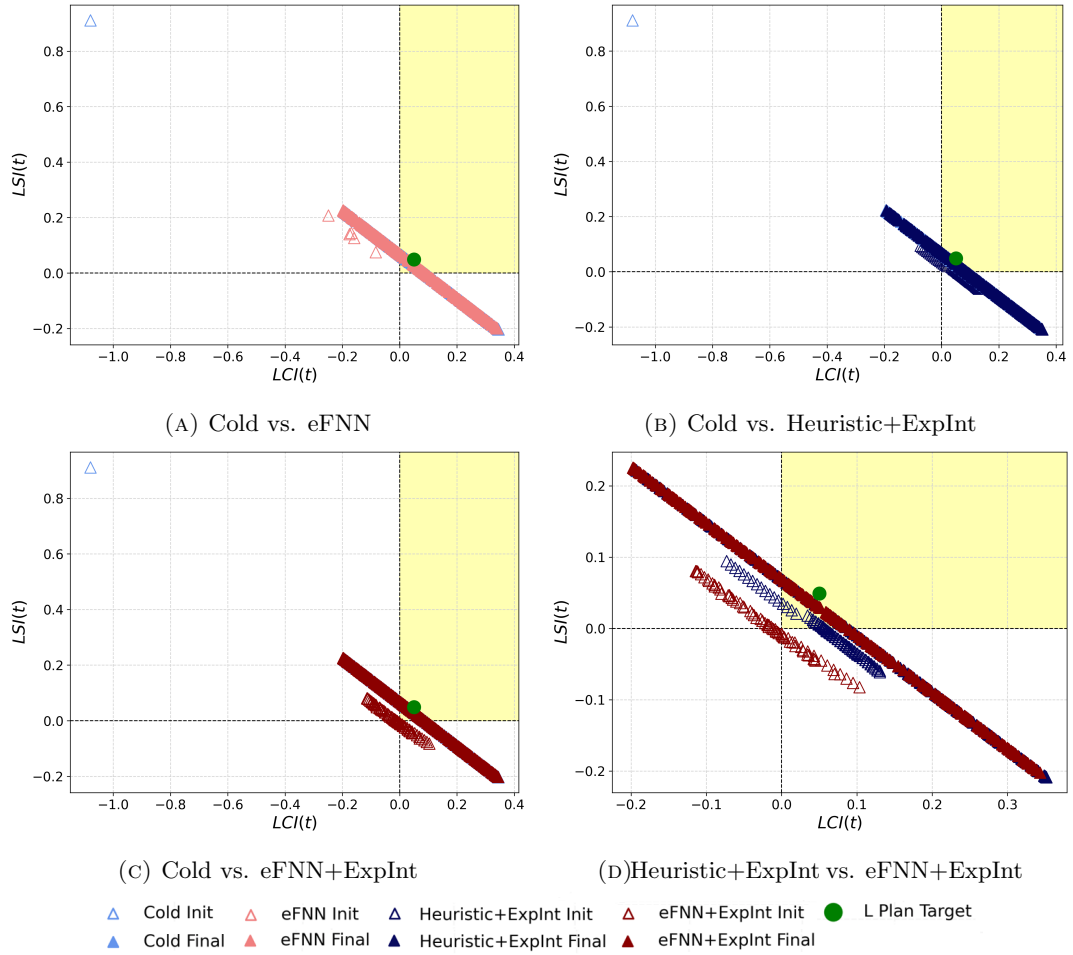 0.8
0.6
0.4
0.2
0.0
−0.2
LSI(t)
−1.0 −0.8 −0.6 −0.4 −0.2 0.0 0.2 0.4
LCI(t)
0.8
0.6
0.4
0.2
0.0
−0.2
LSI(t)
−1.0 −0.8 −0.6 −0.4 −0.2 0.0 0.2 0.4
LCI(t)
(A) Cold vs. eFNN
(B) Cold vs. Heuristic+ExpInt
0.8
0.6
0.4
0.2
0.0
−0.2
LSI(t)
−1.0 −0.8 −0.6 −0.4 −0.2 0.0 0.2 0.4
LCI(t)
0.2
0.1
0.0
−0.1
−0.2
LSI(t)
−0.2 −0.1 0.0 0.1 0.2 0.3
LCI(t)
(C) Cold vs. eFNN+ExpInt
(D)Heuristic+ExpInt vs. eFNN+ExpInt
Cold Init eFNN Init Heuristic+ExpInt Init eFNN+ExpInt Init L Plan Target
Cold Final eFNN Final Heuristic+ExpInt Final eFNN+ExpInt Final